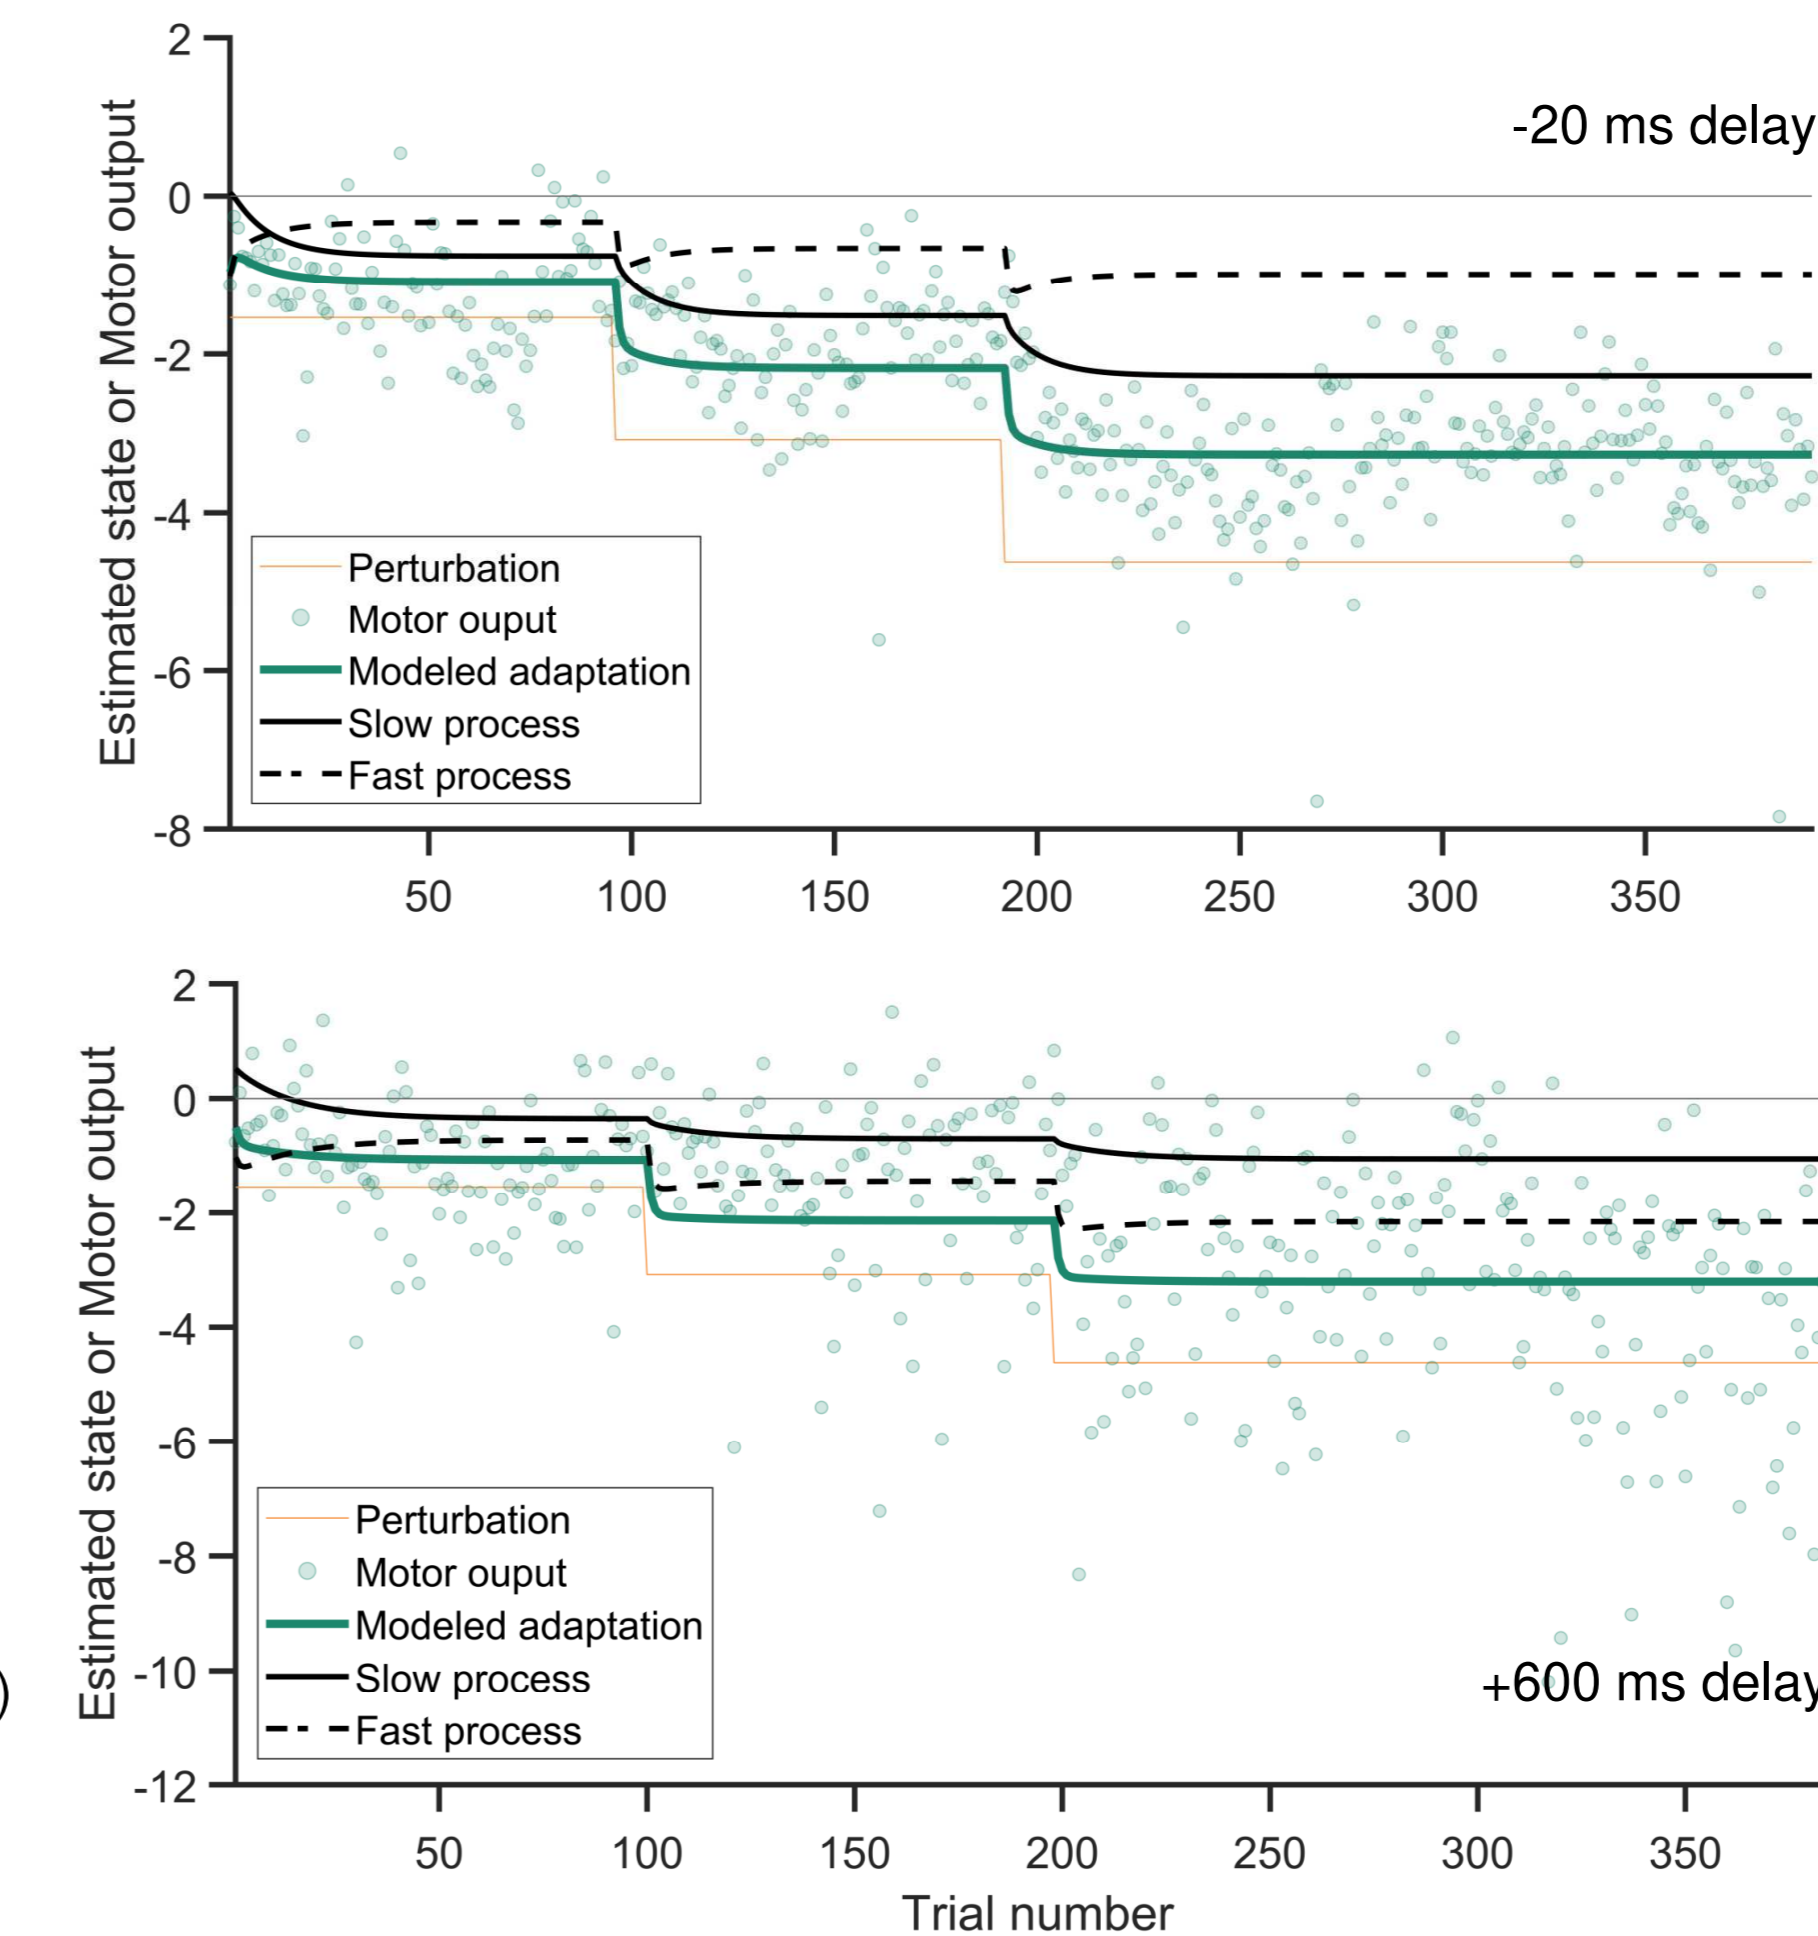 Estimated state or Motor output
2
0
-2
-4
-6
-8
-20 ms delay
Perturbation
Motor ouput
Modeled adaptation
Slow process
Fast process
50 100 150 200 250 300 350
Estimated state or Motor output
2
0
-2
-4
-6
-8
-10
-12
)
Perturbation
Motor ouput
Modeled adaptation
Slow process
Fast process
+600 ms delay
50 100 150 200 250 300 350
Trial number